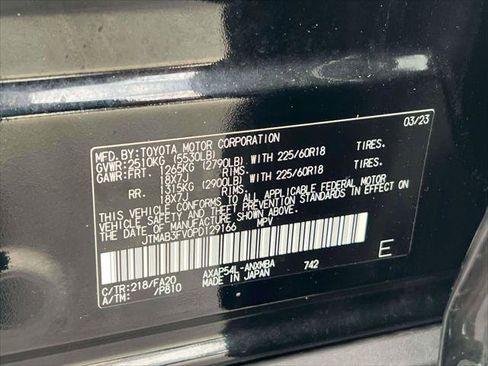 MFD.BY:TOYOTA MOTOR CORPORATION 03/23
GVWR:2510KG (5530LB)
GAWR:FRT. 1265KG (2790LB) WITH 225/60R18 TIRES.
18X7J RIMS.
RR. 1315KG (2900LB) WITH 225/60R18 TIRES.
18X7J RIMS.
THIS VEHICLE CONFORMS TO ALL APPLICABLE FEDERAL MOTOR
VEHICLE SAFETY AND THEFT PREVENTION STANDARDS IN EFFECT ON
THE DATE OF MANUFACTURE SHOWN ABOVE.
JTMAB3FV0PD129166 MPV
C/TR:218/FA20 AXAP54L-ANXMBA 742 E
A/TM: /P810 MADE IN JAPAN